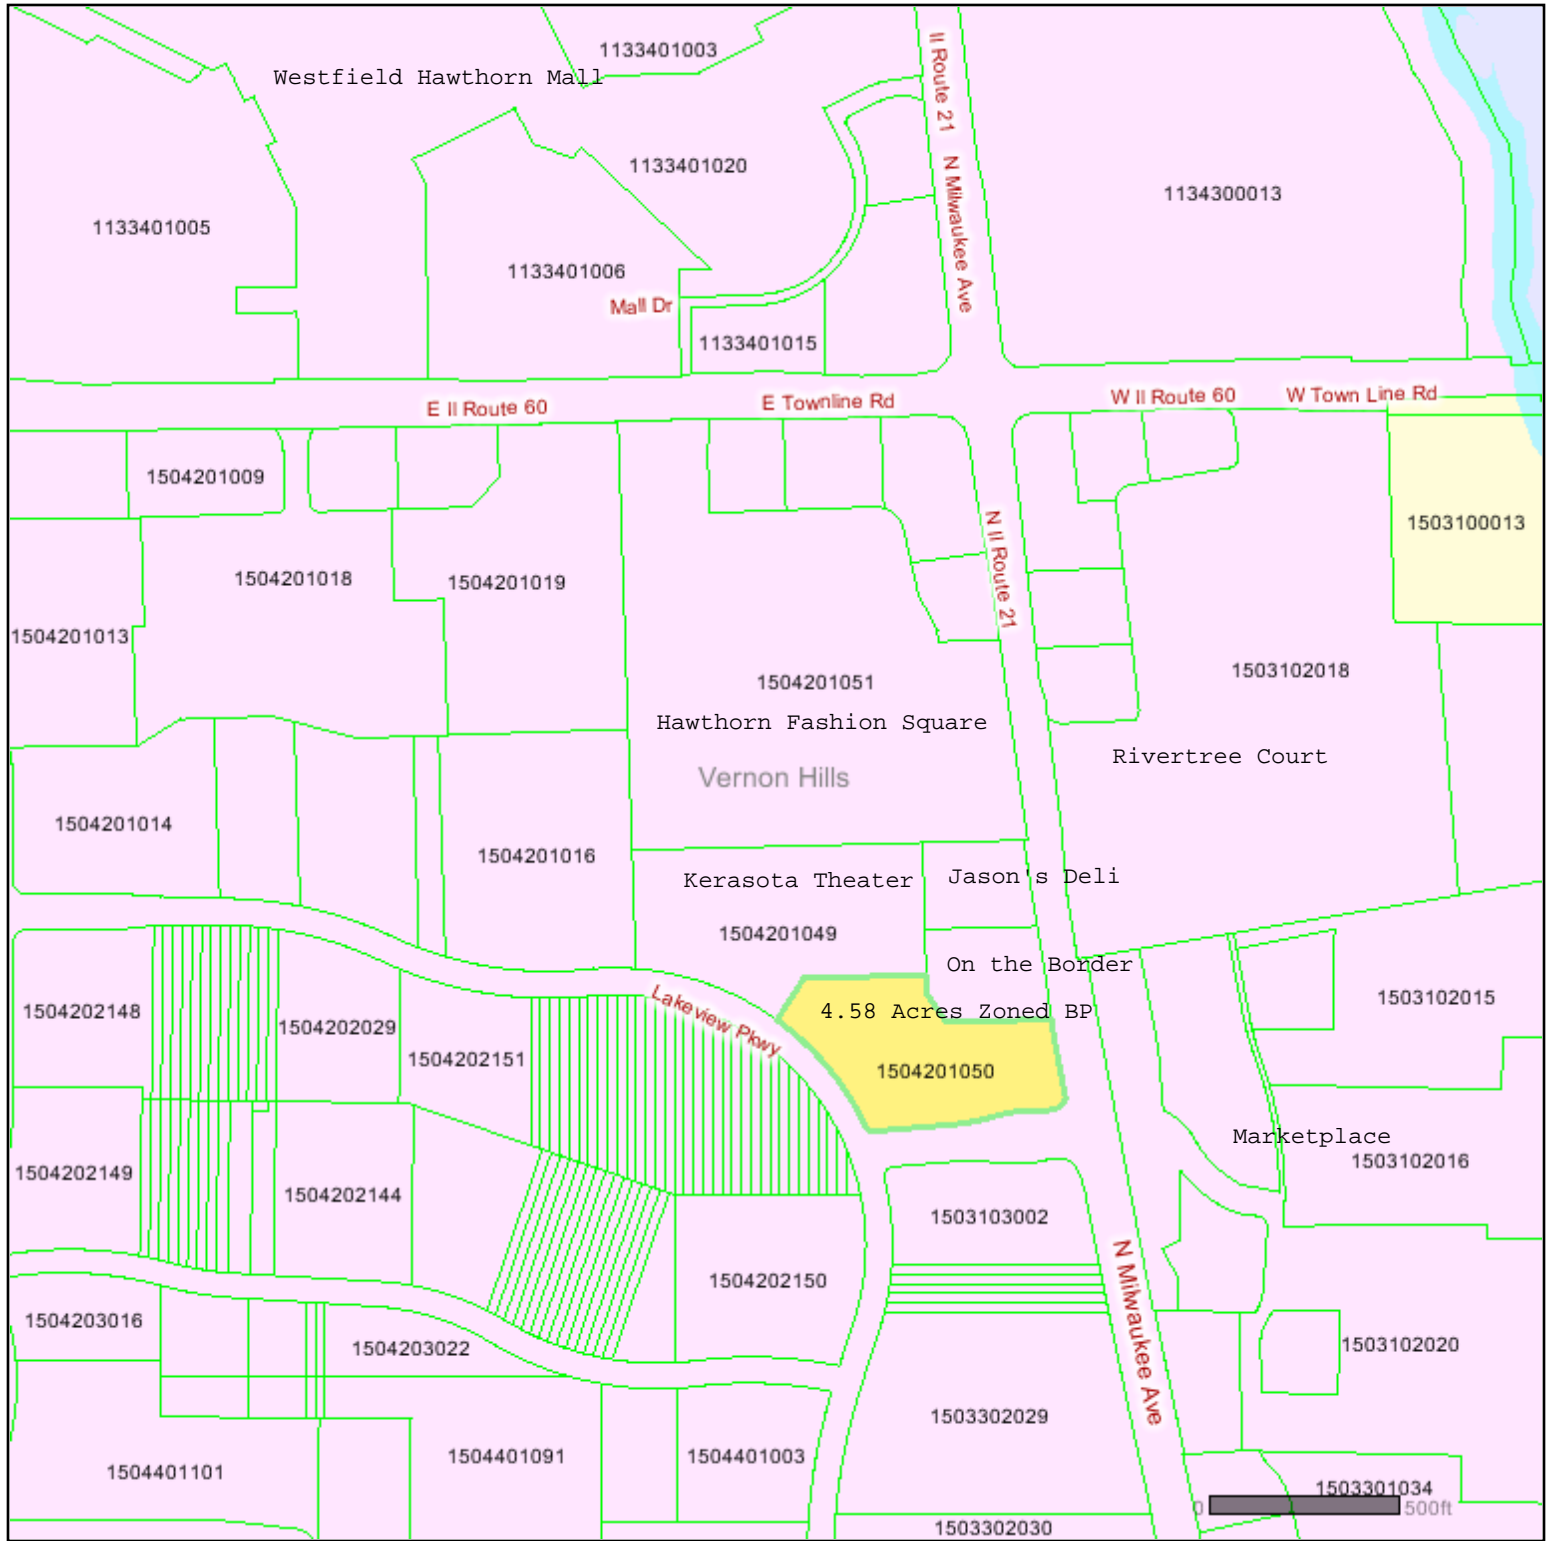 1133401003
Westfield Hawthorn Mall
Il Route 21
1133401020
N Milwaukee Ave
1134300013
1133401005
1133401006
Mall Dr
1133401015
E Il Route 60
E Townline Rd
W Il Route 60
W Town Line Rd
1504201009
1503100013
N Il Route 21
1504201018
1504201019
1504201013
1503102018
1504201051
Hawthorn Fashion Square
Rivertree Court
Vernon Hills
1504201014
1504201016
Kerasota Theater
Jason's Deli
1504201049
On the Border
1504202148
1504202029
Lakeview Pkwy
4.58 Acres Zoned BP
1503102015
1504202151
1504201050
Marketplace
1503102016
1504202149
1504202144
1503103002
1504202150
N Milwaukee Ave
1504203016
1504203022
1503102020
1503302029
1504401101
1504401091
1504401003
1503301034
0
500ft
1503302030